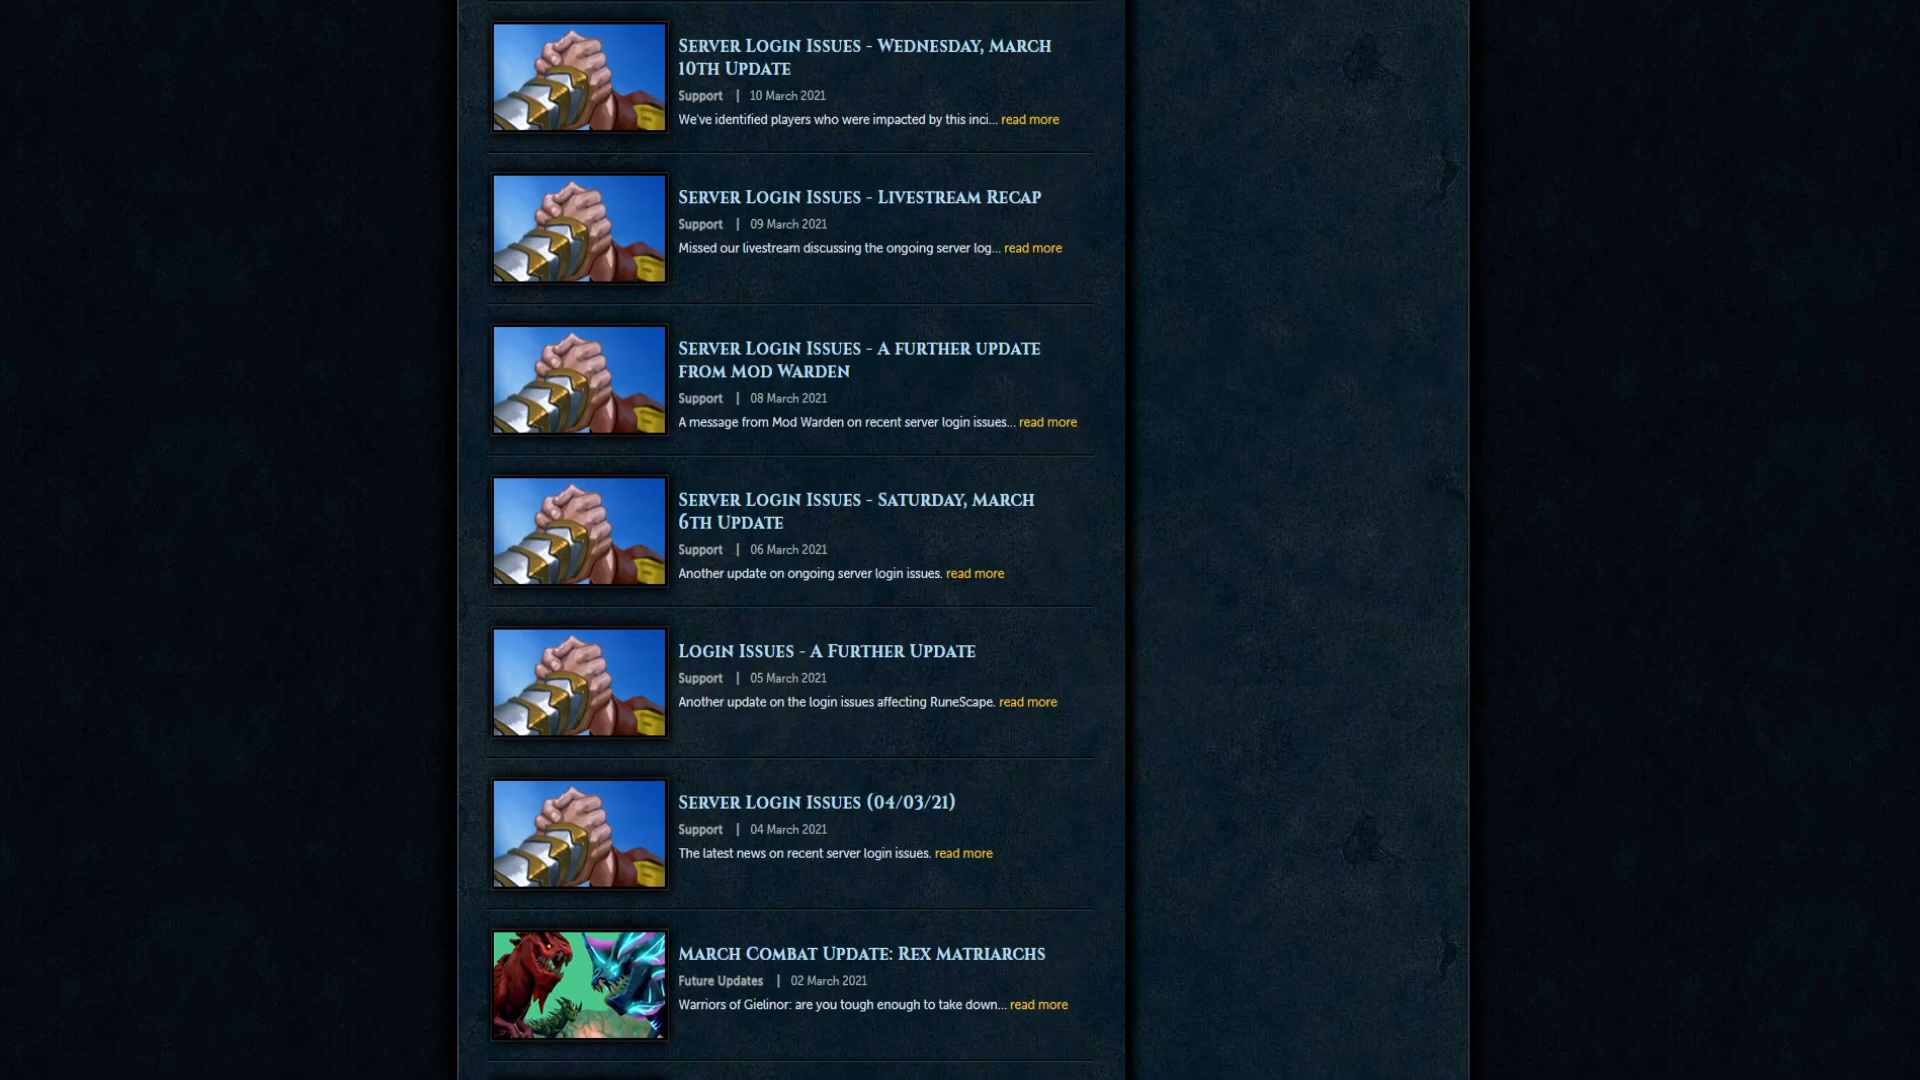 Server Login Issues - Wednesday, March
10th Update
Support | 10 March 2021
We've identified players who were impacted by this inci... read more
Server Login Issues - Livestream Recap
Support | 09 March 2021
Missed our livestream discussing the ongoing server log... read more
Server Login Issues - A further update
from Mod Warden
Support | 08 March 2021
A message from Mod Warden on recent server login issues... read more
Server Login Issues - Saturday, March
6th Update
Support | 06 March 2021
Another update on ongoing server login issues. read more
Login Issues - A Further Update
Support | 05 March 2021
Another update on the login issues affecting RuneScape. read more
Server Login Issues (04/03/21)
Support | 04 March 2021
The latest news on recent server login issues. read more
March Combat Update: Rex Matriarchs
Future Updates | 02 March 2021
Warriors of Gielinor: are you tough enough to take down... read more